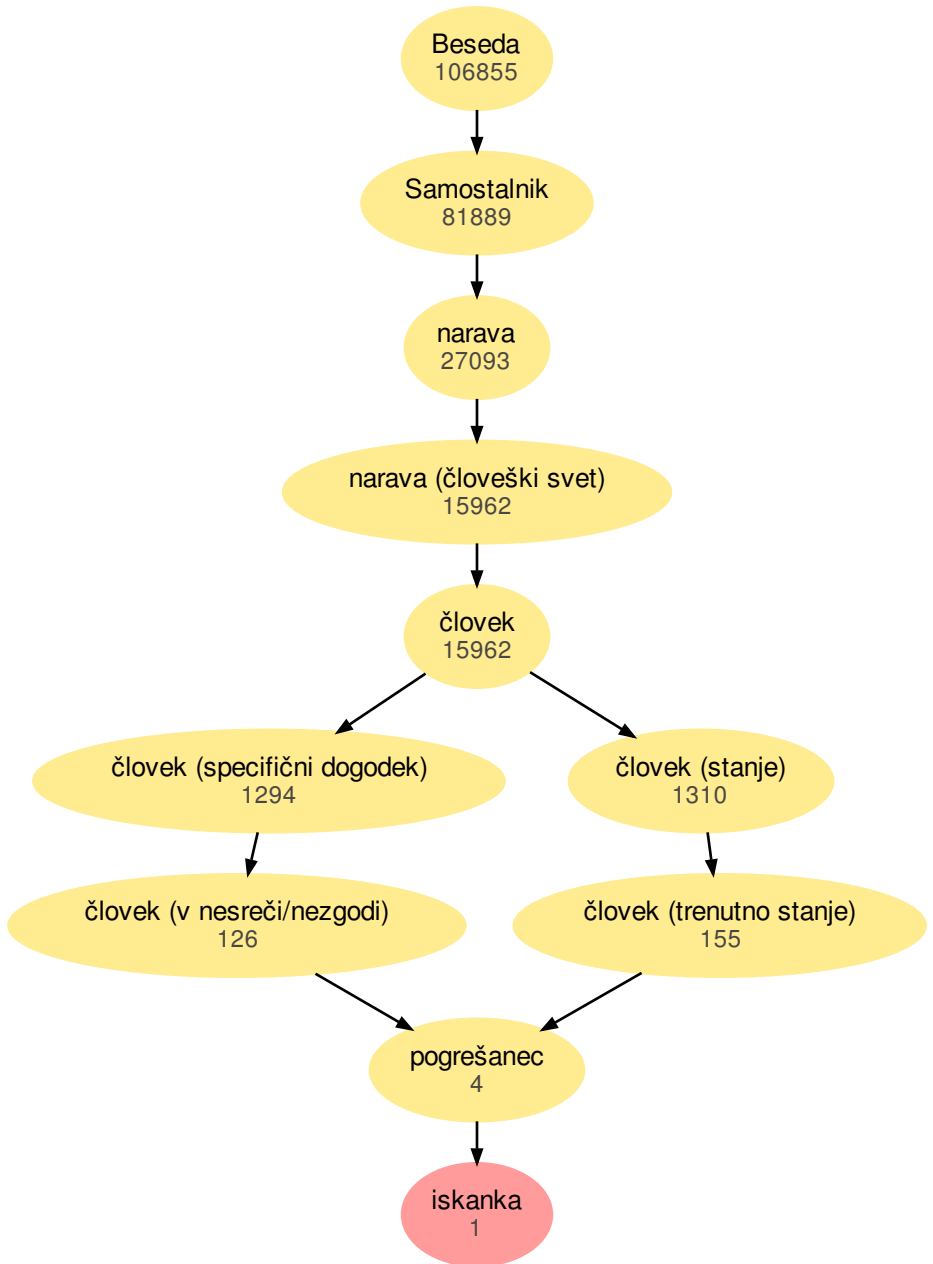 Beseda
106855
Samostalnik
81889
narava
27093
narava (človeški svet)
15962
človek
15962
človek (specifični dogodek)
1294
človek (stanje)
1310
človek (v nesreči/nezgodi)
126
človek (trenutno stanje)
155
pogrešanec
4
iskanka
1